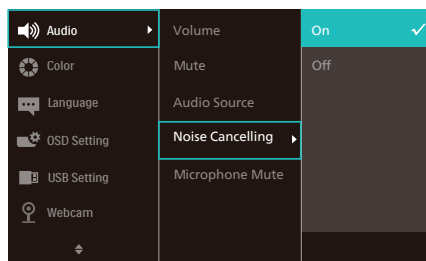 Audio
Color
Language
OSD Setting
USB Setting
Webcam
Volume
Mute
Audio Source
Noise Cancelling
Microphone Mute
On
Off